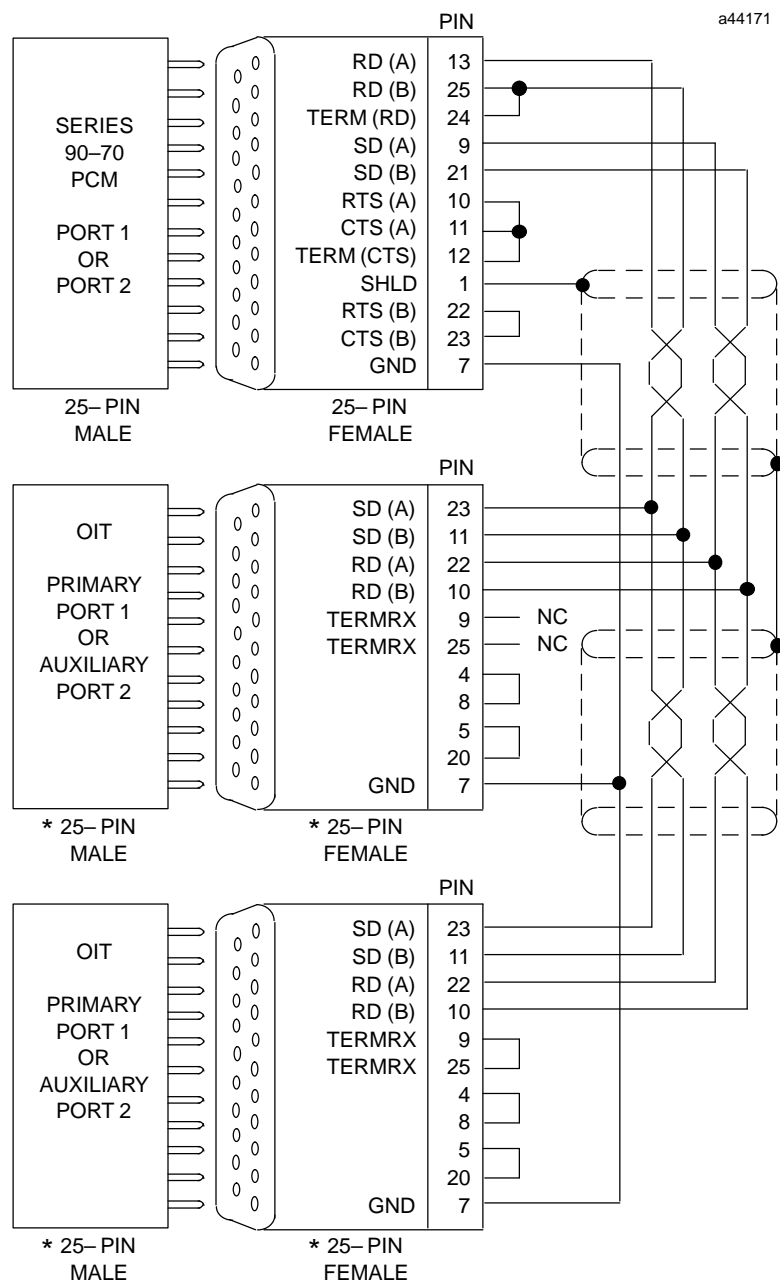 a44171
PIN
SERIES
90–70
PCM
PORT 1
OR
PORT 2
RD (A) 13
RD (B) 25
TERM (RD) 24
SD (A) 9
SD (B) 21
RTS (A) 10
CTS (A) 11
TERM (CTS) 12
SHLD 1
RTS (B) 22
CTS (B) 23
GND 7
25– PIN
MALE
25– PIN
FEMALE
PIN
OIT
PRIMARY
PORT 1
OR
AUXILIARY
PORT 2
SD (A) 23
SD (B) 11
RD (A) 22
RD (B) 10
TERMRX 9 NC
TERMRX 25 NC
4
8
5
20
GND 7
* 25– PIN
MALE
* 25– PIN
FEMALE
PIN
OIT
PRIMARY
PORT 1
OR
AUXILIARY
PORT 2
SD (A) 23
SD (B) 11
RD (A) 22
RD (B) 10
TERMRX 9
TERMRX 25
4
8
5
20
GND 7
* 25– PIN
MALE
* 25– PIN
FEMALE